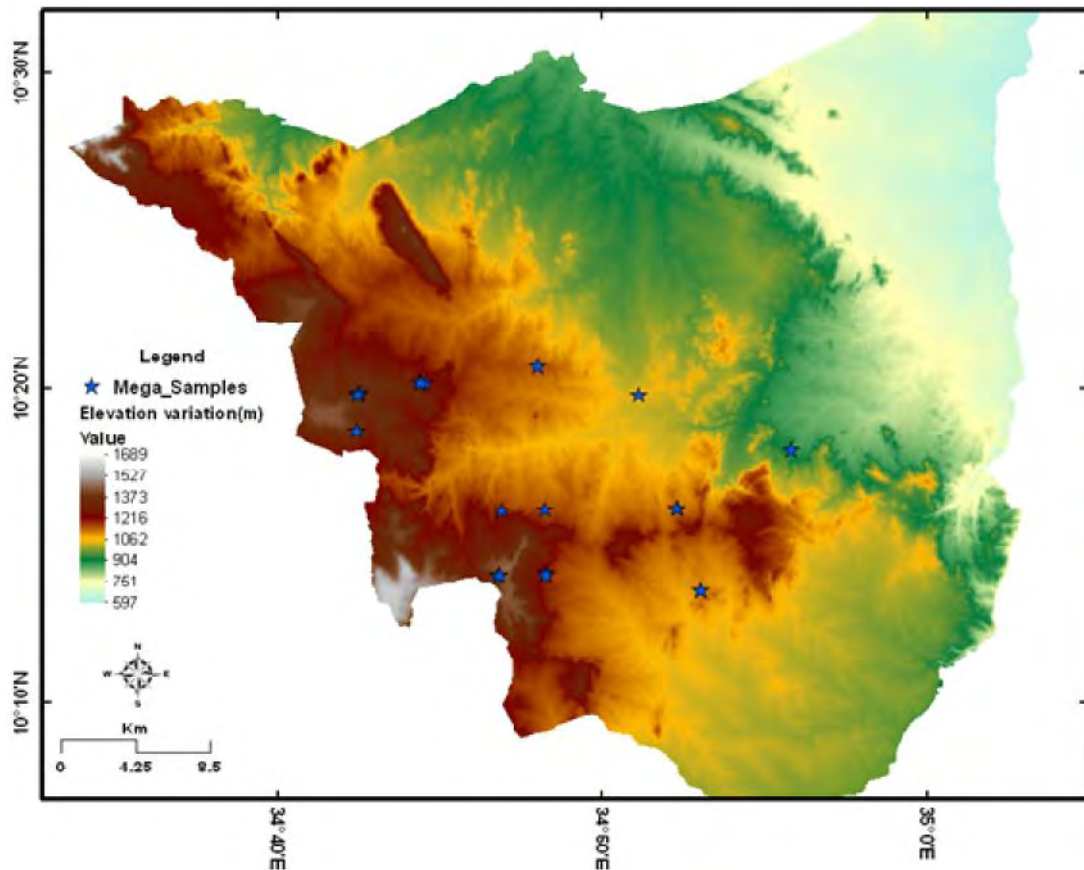 10°30'N
10°20'N
10°10'N
Legend
Mega_Samples
Elevation variation(m)
Value
1689
1527
1373
1216
1062
904
751
597
N
W E
S
Km
0 4.25 8.5
34°40'E
34°50'E
35°0'E